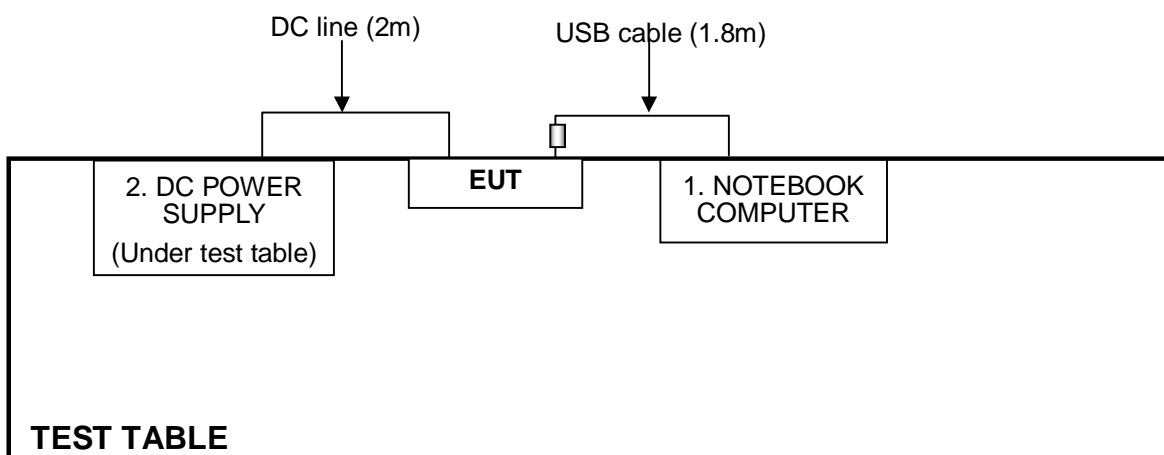 DC line (2m)
USB cable (1.8m)
2. DC POWER
SUPPLY
(Under test table)
EUT
1. NOTEBOOK
COMPUTER
TEST TABLE